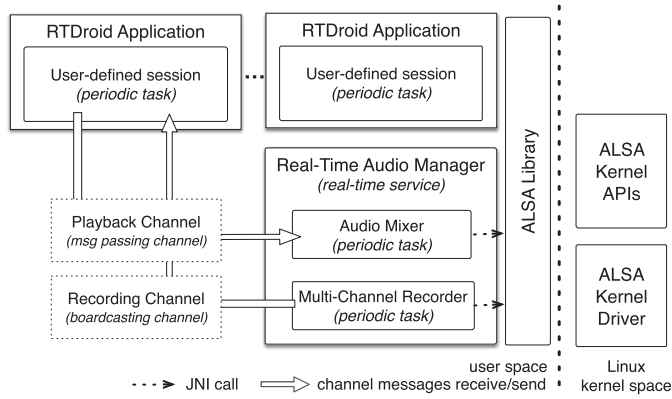 RTDroid Application
User-defined session
(periodic task)
...
RTDroid Application
User-defined session
(periodic task)
Real-Time Audio Manager
(real-time service)
Playback Channel
(msg passing channel)
Audio Mixer
(periodic task)
Recording Channel
(boardcasting channel)
Multi-Channel Recorder
(periodic task)
ALSA Library
ALSA
Kernel
APIs
ALSA
Kernel
Driver
user space
Linux
kernel space
JNI call
channel messages receive/send